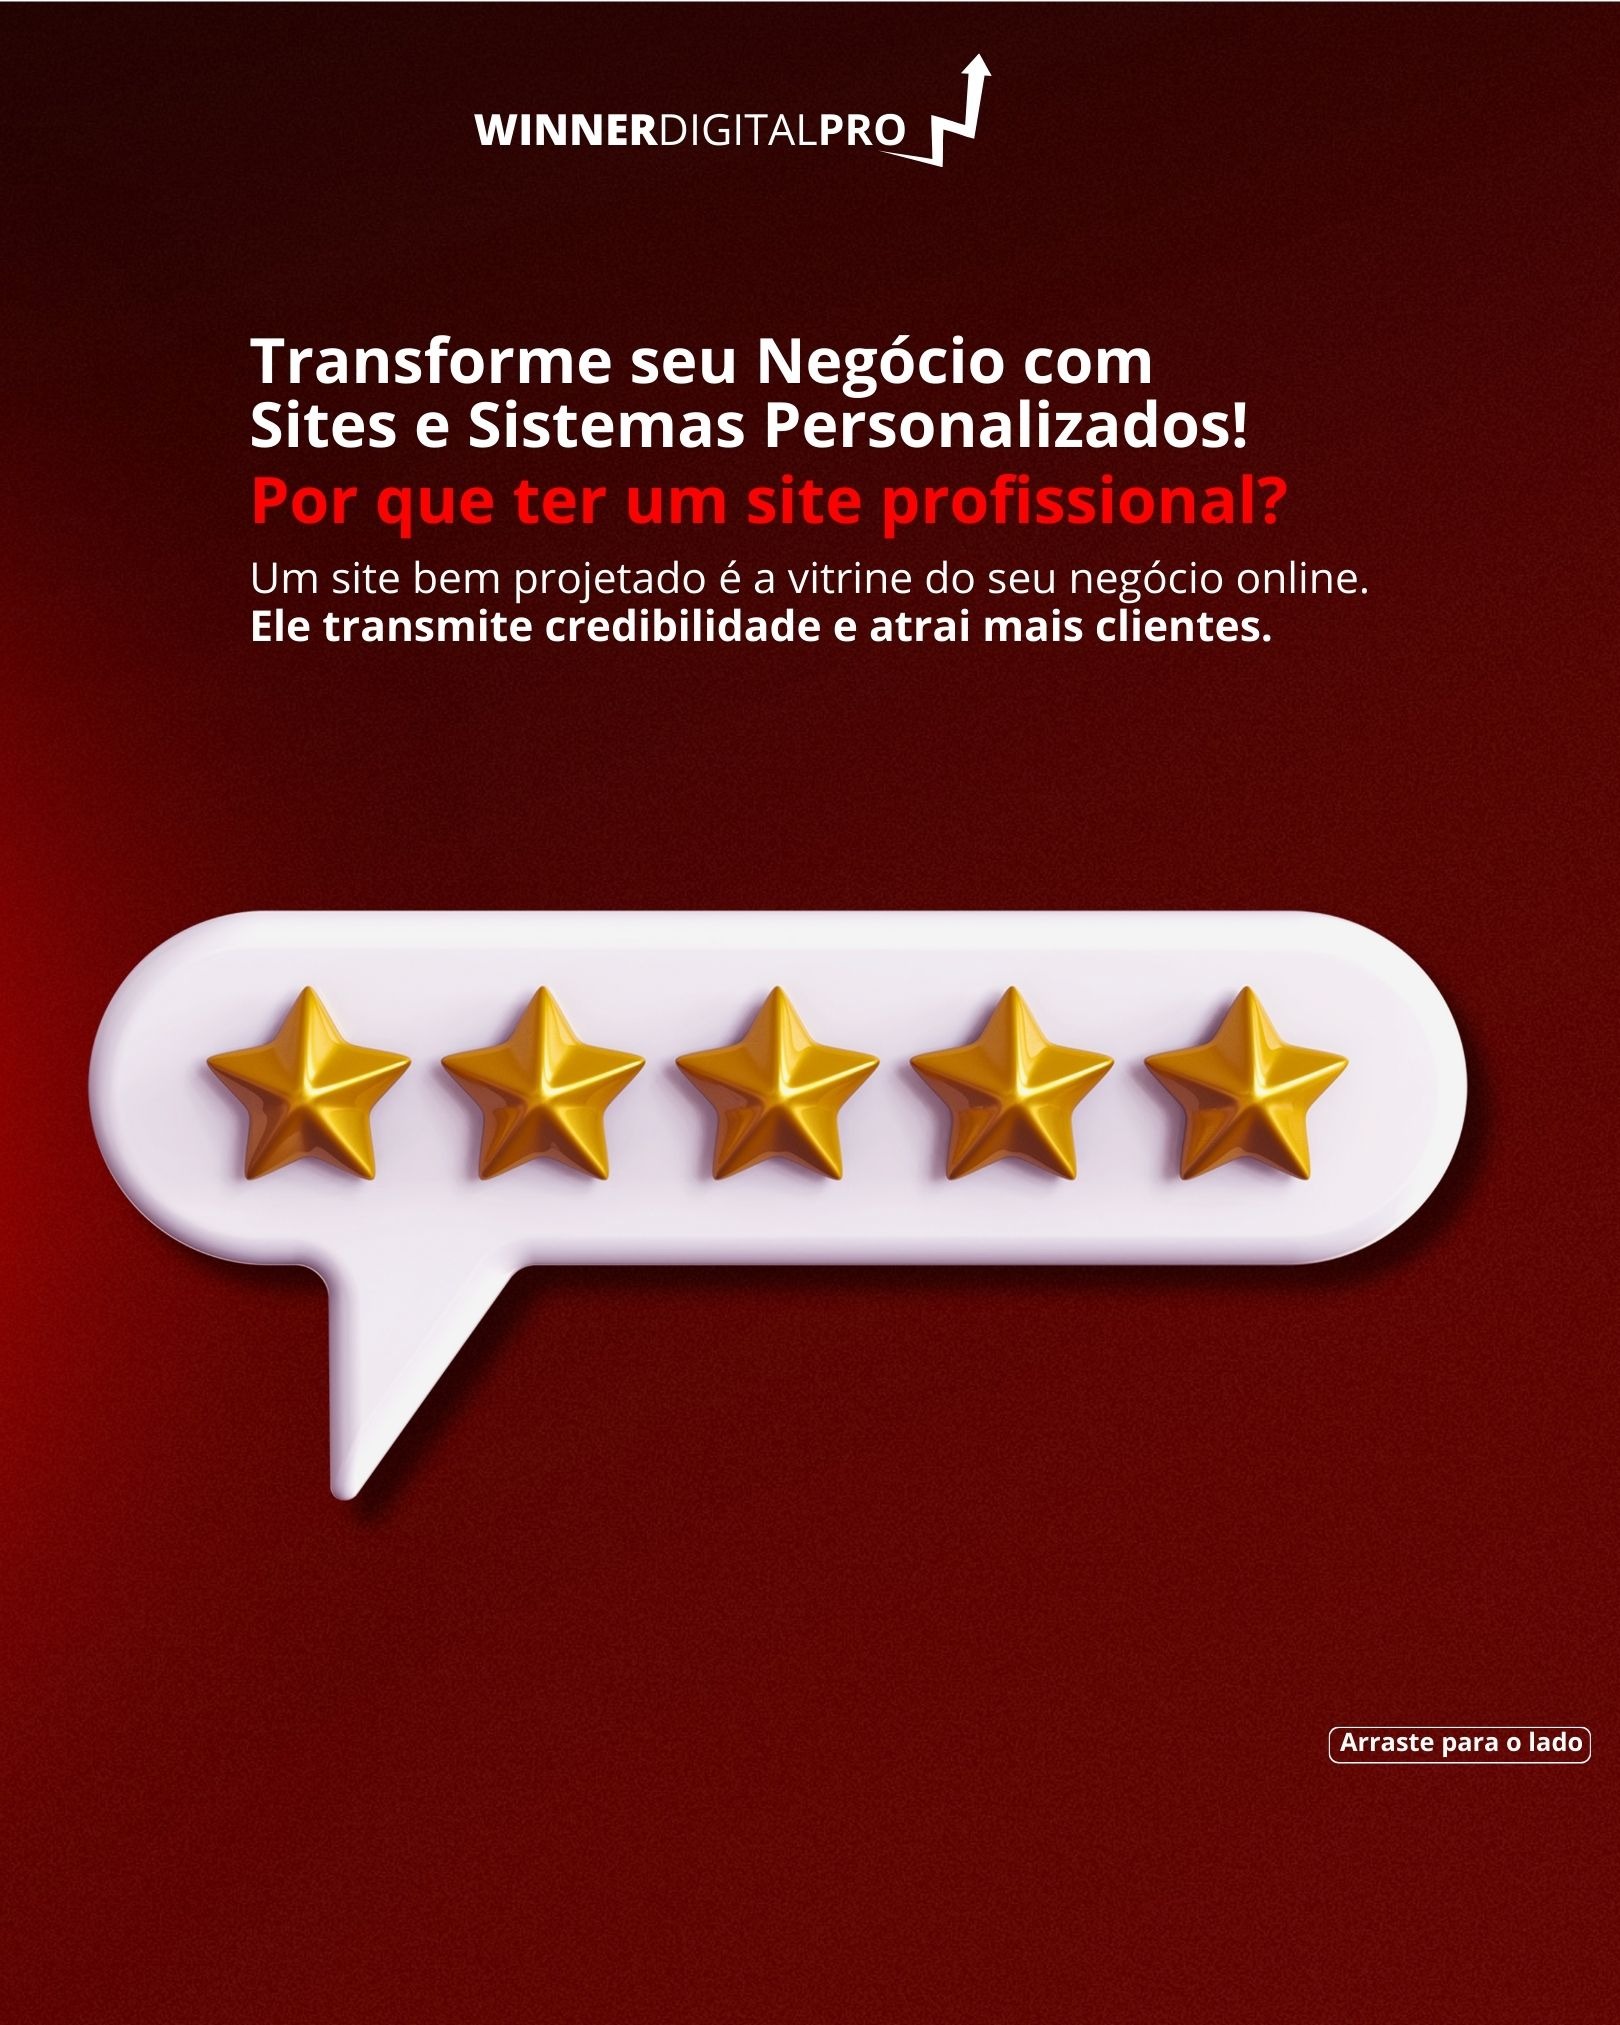 WINNERDIGITALPRO
Transforme seu Negócio com
Sites e Sistemas Personalizados!
Por que ter um site profissional?
Um site bem projetado é a vitrine do seu negócio online.
Ele transmite credibilidade e atrai mais clientes.
Arraste para o lado